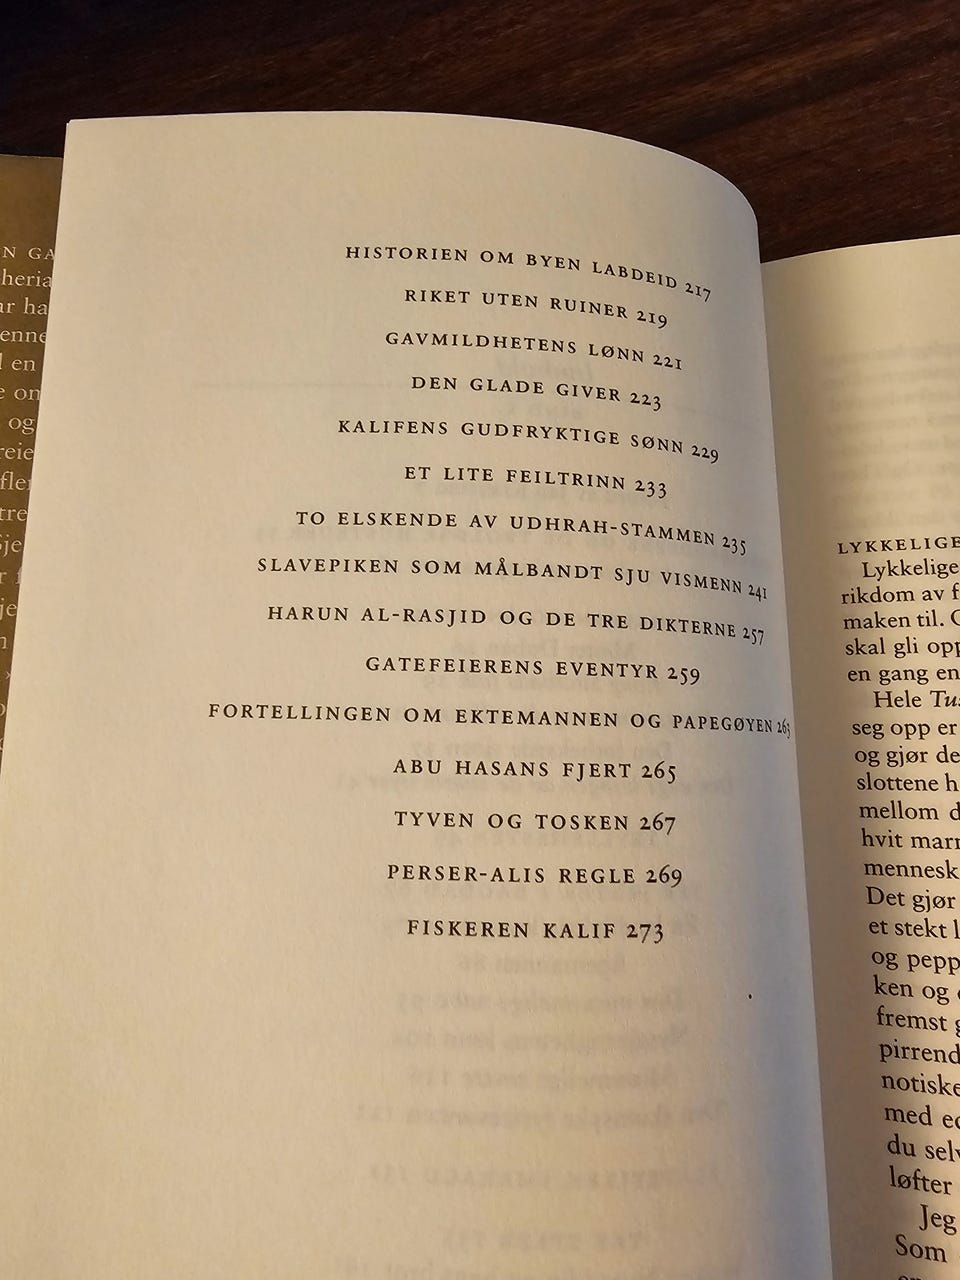 HISTORIEN OM BYEN LABDEID 217
RIKET UTEN RUINER 219
GAVMILDHETENS LØNN 221
DEN GLADE GIVER 223
KALIFENS GUDFRYKTIGE SØNN 229
ET LITE FEILTRINN 233
TO ELSKENDE AV UDHRAH-STAMMEN 235
SLAVEPIKEN SOM MÅLBANDT SJU VISMENN 241
HARUN AL-RASJID OG DE TRE DIKTERNE 257
GATEFEIERENS EVENTYR 259
FORTELLINGEN OM EKTEMANNEN OG PAPEGØYEN 263
ABU HASANS FJERT 265
TYVEN OG TOSKEN 267
PERSER-ALIS REGLE 269
FISKEREN KALIF 273
LYKKELIGE
Lykkelige
rikdom av f
maken til.
skal gli opp
en gang en
Hele Tu
seg opp er
og gjør de
slottene h
mellom d
hvit marm
mennesk
Det gjør
et stekt l
og pepp
ken og
fremst g
pirrend
notiske
med ed
du selv
løfter
Jeg
Som